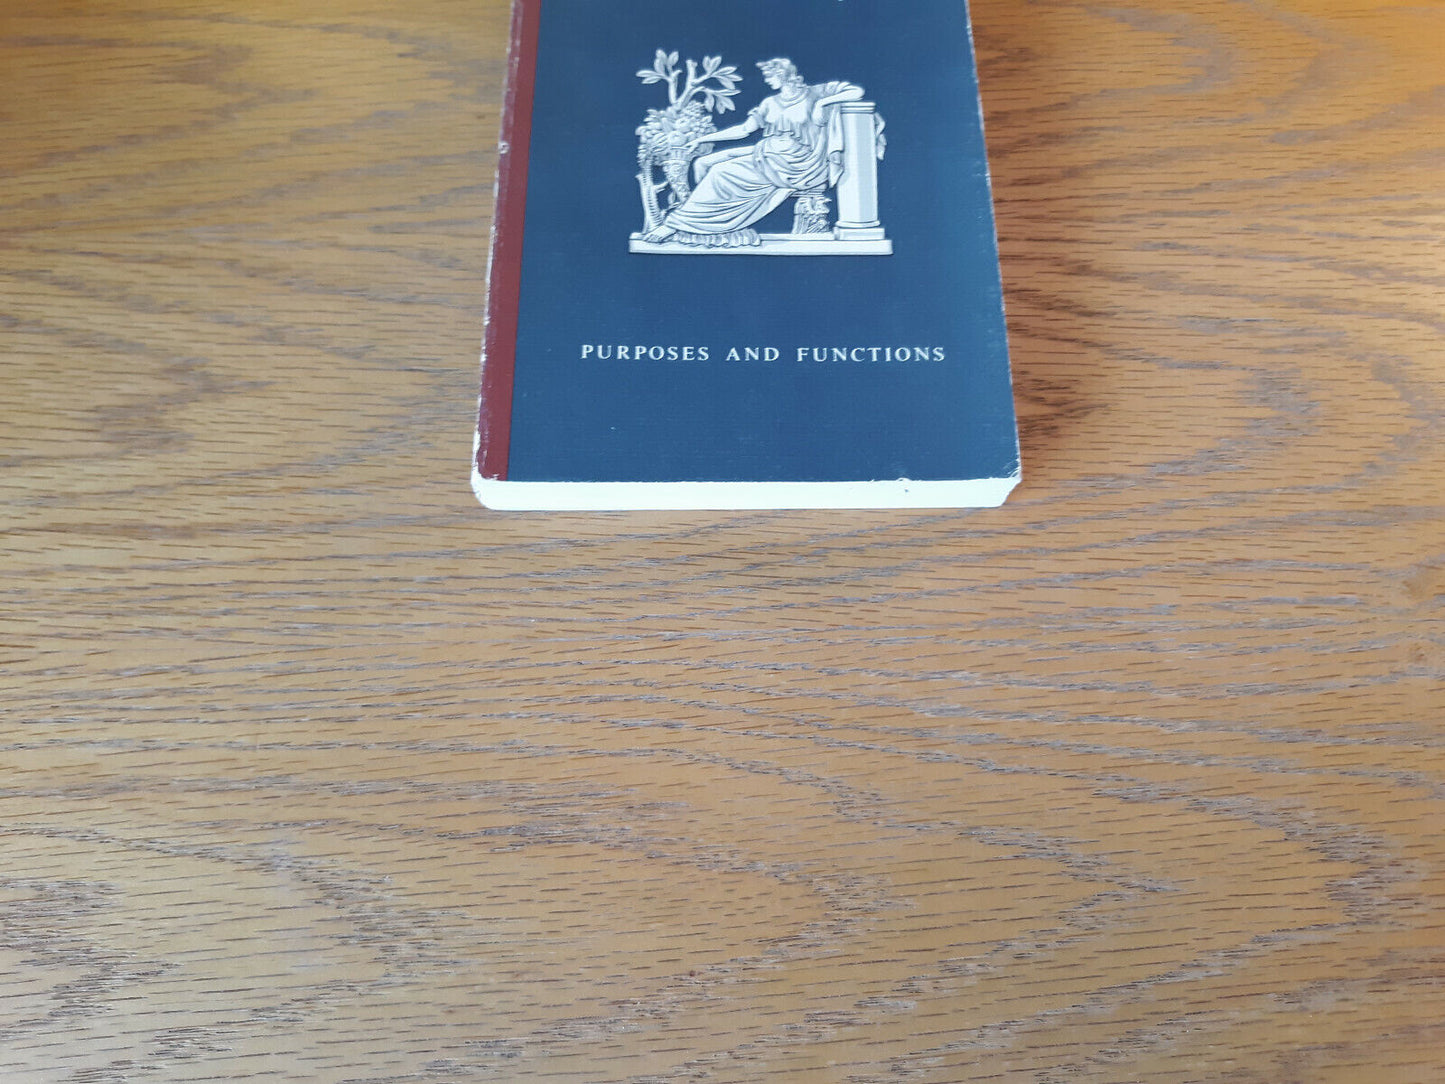 PURPOSES AND FUNCTIONS